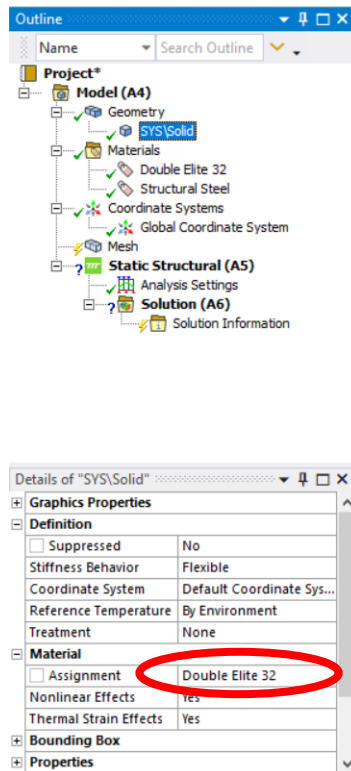 Outline
Name Search Outline
Project*
Model (A4)
Geometry
SYS\Solid
Materials
Double Elite 32
Structural Steel
Coordinate Systems
Global Coordinate System
Mesh
Static Structural (A5)
Analysis Settings
Solution (A6)
Solution Information
Details of "SYS\Solid"
Graphics Properties
Definition
Suppressed No
Stiffness Behavior Flexible
Coordinate System Default Coordinate Sys...
Reference Temperature By Environment
Treatment None
Material
Assignment Double Elite 32
Nonlinear Effects Yes
Thermal Strain Effects Yes
Bounding Box
Properties